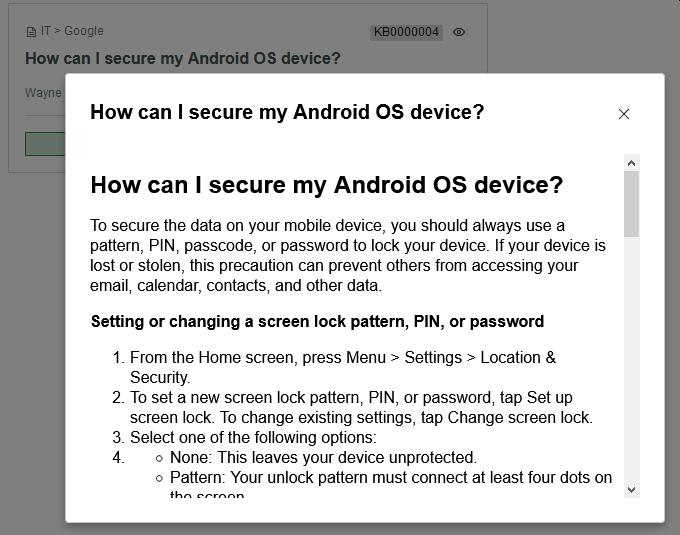 IT > Google
KB0000004
How can I secure my Android OS device?
Wayne
How can I secure my Android OS device?
How can I secure my Android OS device?
To secure the data on your mobile device, you should always use a
pattern, PIN, passcode, or password to lock your device. If your device is
lost or stolen, this precaution can prevent others from accessing your
email, calendar, contacts, and other data.
Setting or changing a screen lock pattern, PIN, or password
1. From the Home screen, press Menu > Settings > Location &
Security.
2. To set a new screen lock pattern, PIN, or password, tap Set up
screen lock. To change existing settings, tap Change screen lock.
3. Select one of the following options:
4. ○ None: This leaves your device unprotected.
○ Pattern: Your unlock pattern must connect at least four dots on
the screen